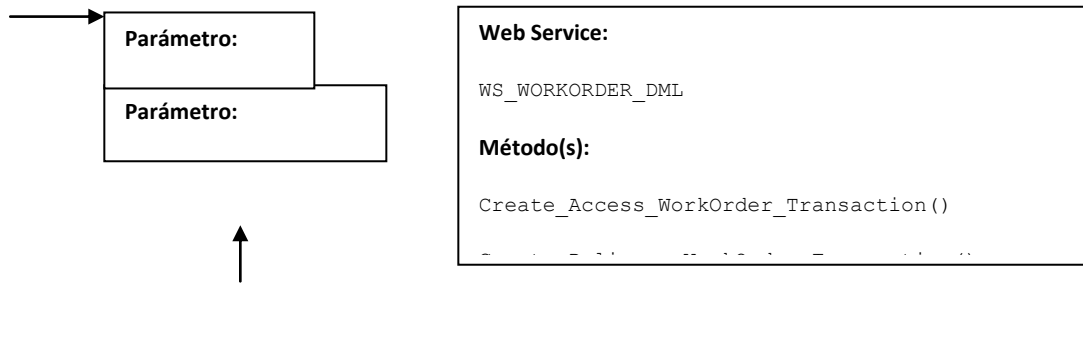 Parámetro:
Parámetro:
Web Service:
WS_WORKORDER_DML
Método(s):
Create_Access_WorkOrder_Transaction()